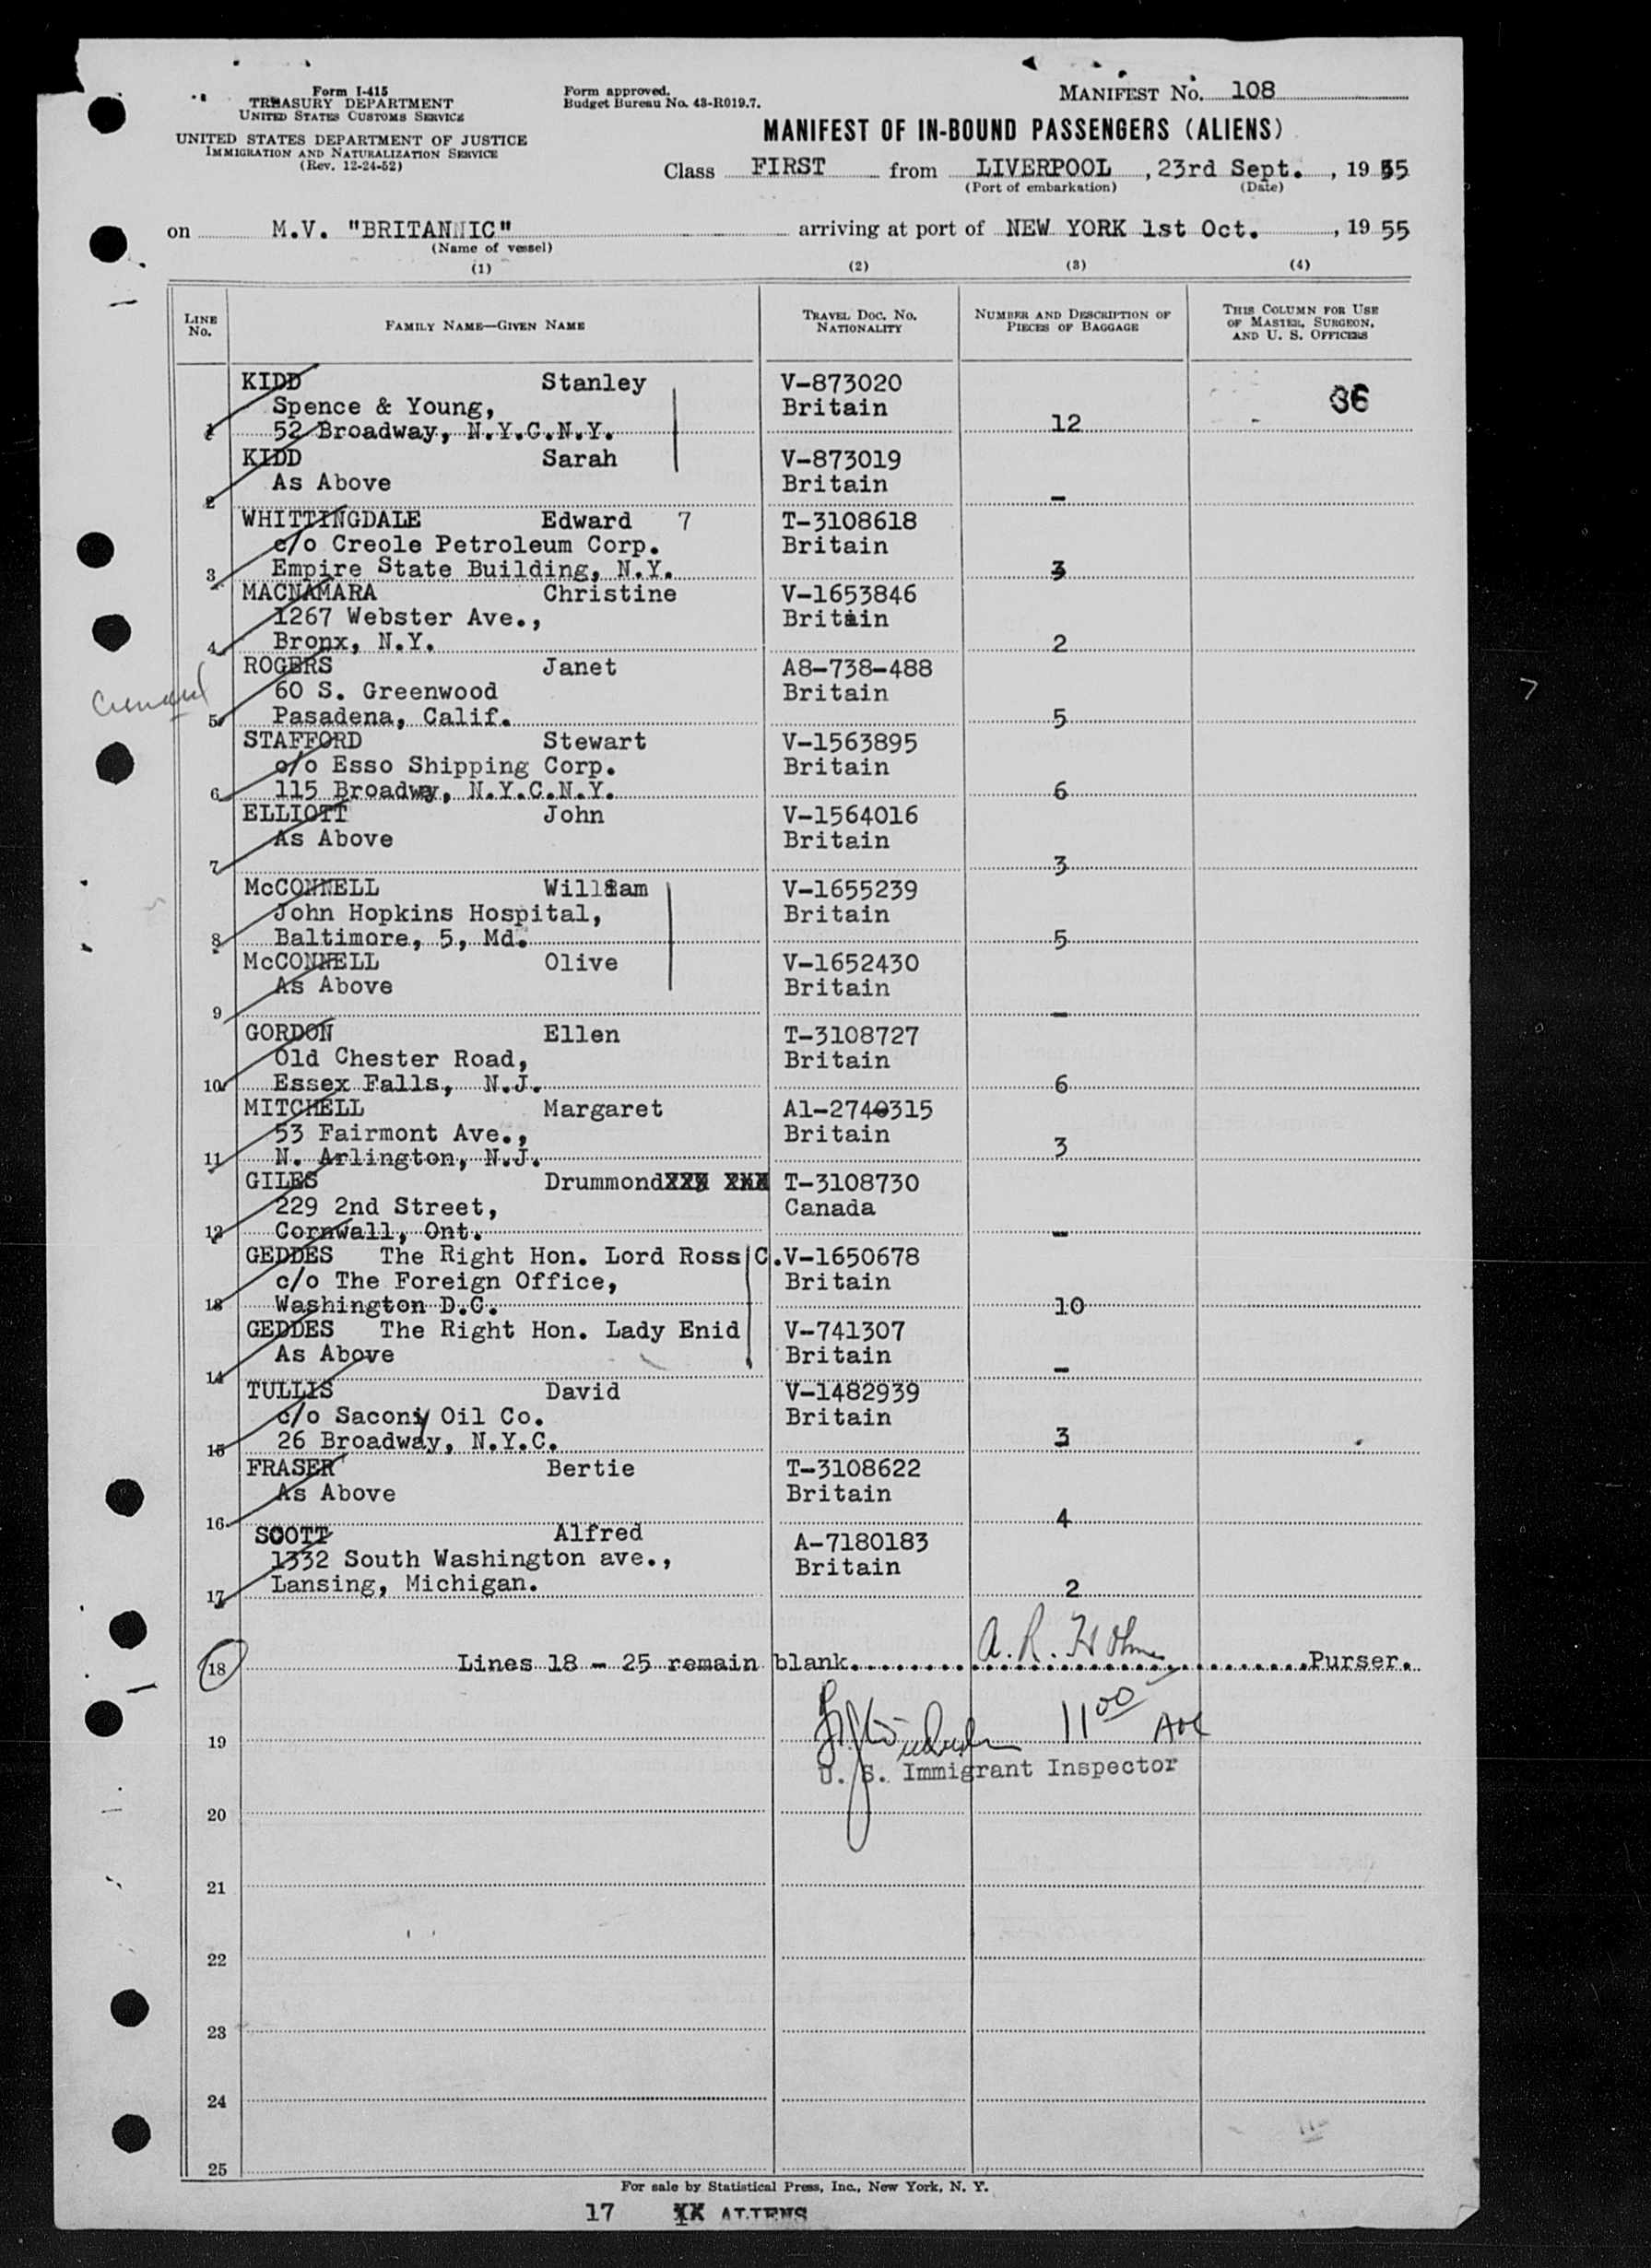 Form I-415
TREASURY DEPARTMENT
UNITED STATES CUSTOMS SERVICE
UNITED STATES DEPARTMENT OF JUSTICE
IMMIGRATION AND NATURALIZATION SERVICE
(Rev. 12-24-52)
Form approved.
Budget Bureau No. 43-R019.7.
MANIFEST NO. 108
MANIFEST OF IN-BOUND PASSENGERS (ALIENS)
Class FIRST from LIVERPOOL, 23rd Sept., 1955
(Port of embarkation) (Date)
on M.V. "BRITANNIC" arriving at port of NEW YORK 1st Oct., 1955
(Name of vessel)
(1) (2) (3) (4)
LINE NO.
FAMILY NAME—GIVEN NAME
TRAVEL DOC. NO. NATIONALITY
NUMBER AND DESCRIPTION OF PIECES OF BAGGAGE
THIS COLUMN FOR USE OF MASTER, SURGEON, AND U. S. OFFICERS
KIDD Stanley V-873020 36
Spence & Young, Britain
1 52 Broadway, N.Y.C.N.Y. 12
KIDD Sarah V-873019
As Above Britain
2 -
WHITTINGDALE Edward 7 T-3108618
c/o Creole Petroleum Corp. Britain
3 Empire State Building, N.Y. 3
MACNAMARA Christine V-1653846
1267 Webster Ave., Britain
4 Bronx, N.Y. 2
ROGERS Janet A8-738-488
60 S. Greenwood Britain
Cunard
5 Pasadena, Calif. 5
STAFFORD Stewart V-1563895
c/o Esso Shipping Corp. Britain
6 115 Broadway, N.Y.C.N.Y. 6
ELLIOTT John V-1564016
As Above Britain
7 3
McCONNELL William V-1655239
John Hopkins Hospital, Britain
8 Baltimore, 5, Md. 5
McCONNELL Olive V-1652430
As Above Britain
9 -
GORDON Ellen T-3108727
Old Chester Road, Britain
10 Essex Falls, N.J. 6
MITCHELL Margaret A1-2740315
53 Fairmont Ave., Britain
11 N. Arlington, N.J. 3
GILES Drummond T-3108730
229 2nd Street, Canada
12 Cornwall, Ont. -
GEDDES The Right Hon. Lord Ross C. V-1650678
c/o The Foreign Office, Britain
13 Washington D.C. 10
GEDDES The Right Hon. Lady Enid V-741307
As Above Britain
14 -
TULLIS David V-1482939
c/o Sacony Oil Co. Britain
15 26 Broadway, N.Y.C. 3
FRASER Bertie T-3108622
As Above Britain
16 4
SCOTT Alfred A-7180183
1332 South Washington ave., Britain
17 Lansing, Michigan. 2
18 Lines 18 - 25 remain blank. A. R. Purser.
19 11 00
U. S. Immigrant Inspector
20
21
22
23
24
25
For sale by Statistical Press, Inc., New York, N. Y.
17 ALIENS